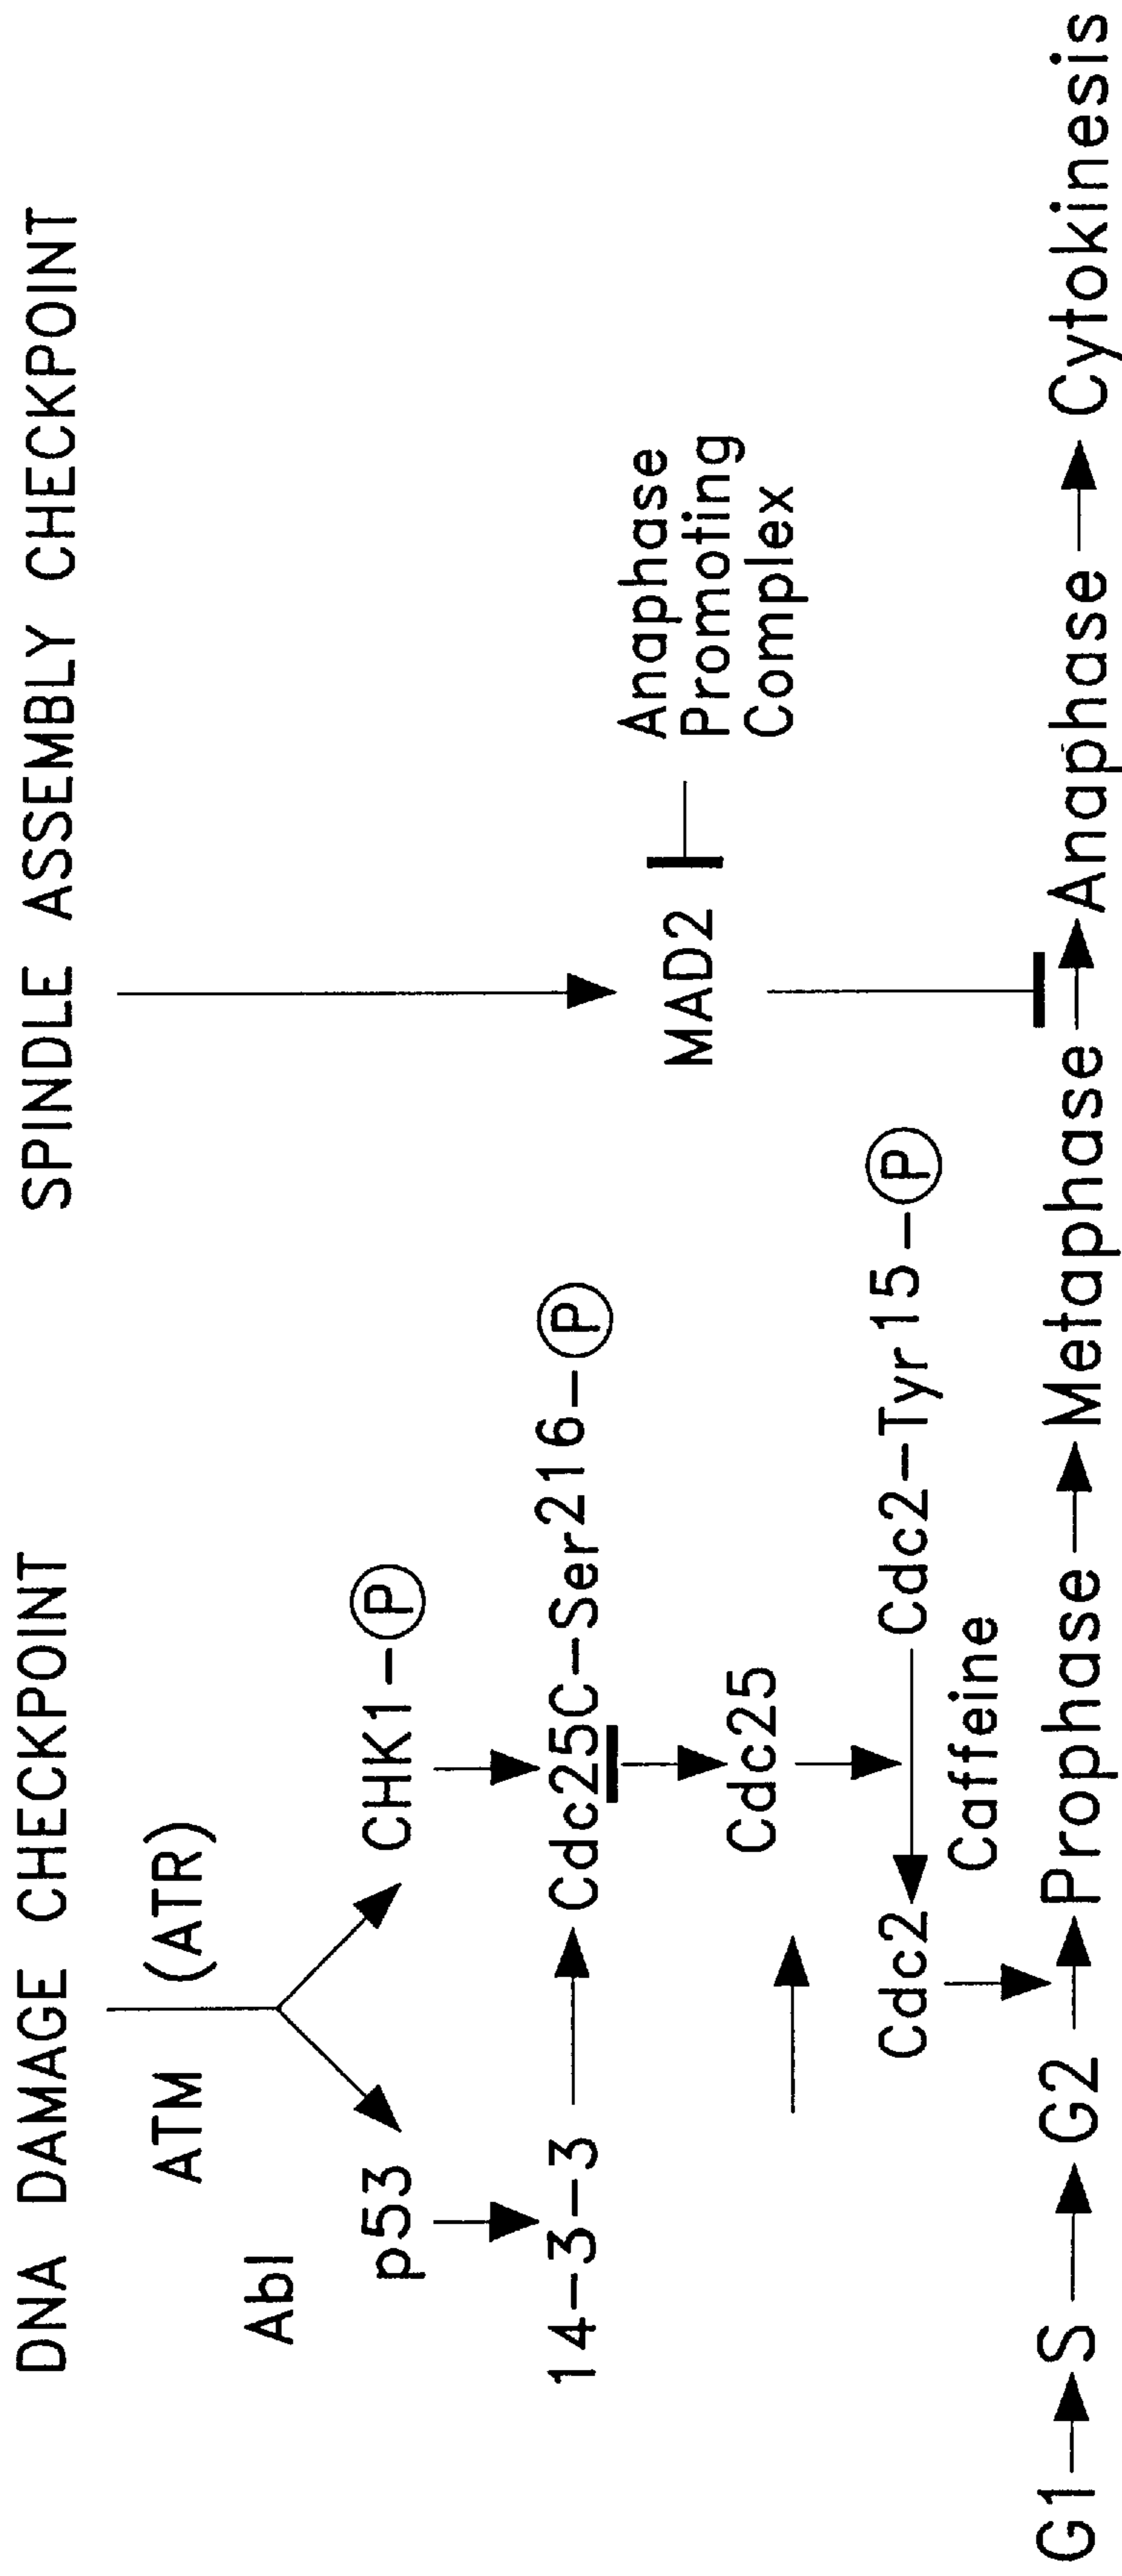 DNA DAMAGE CHECKPOINT
SPINDLE ASSEMBLY CHECKPOINT
ATM (ATR)
Abl
p53
CHK1-P
14-3-3
Cdc25C-Ser216-P
MAD2
Anaphase
Promoting
Complex
Cdc25
Cdc2
Cdc2-Tyr15-P
Caffeine
G1 S G2 Prophase Metaphase Anaphase Cytokinesis